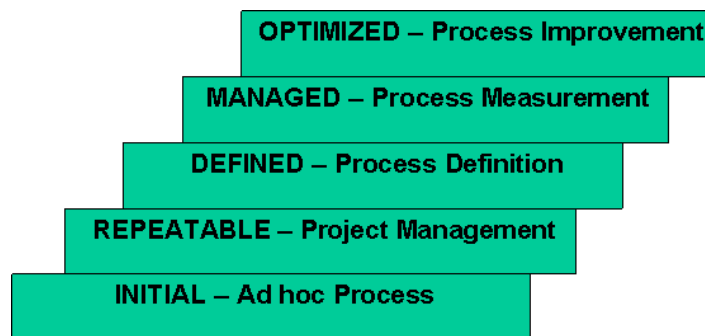 OPTIMIZED – Process Improvement
MANAGED – Process Measurement
DEFINED – Process Definition
REPEATABLE – Project Management
INITIAL – Ad hoc Process